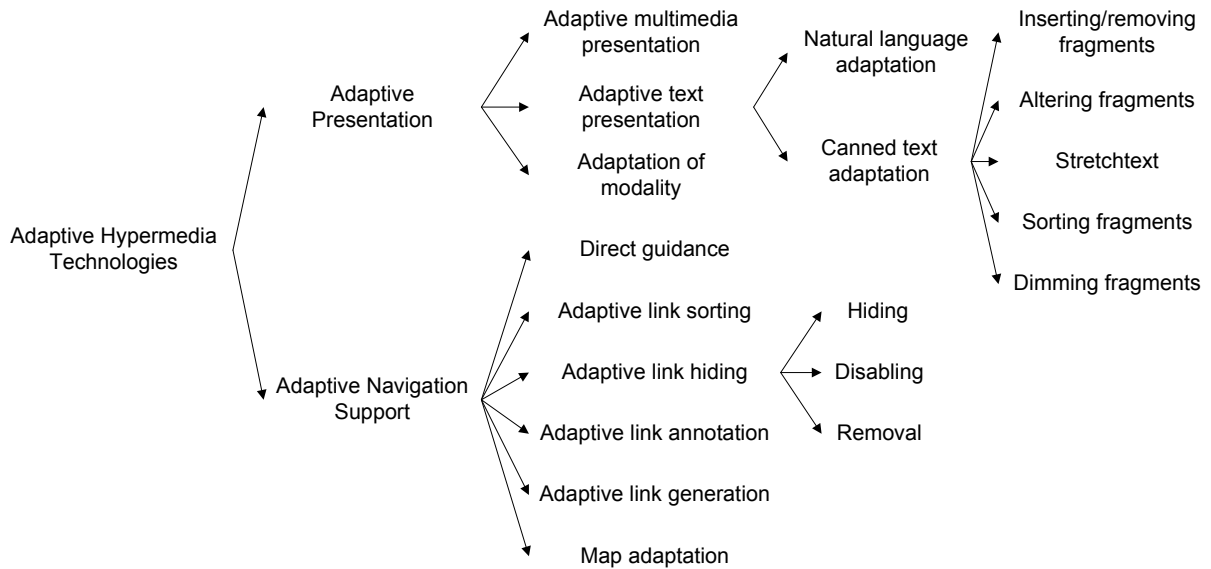 Adaptive Hypermedia
Technologies
Adaptive
Presentation
Adaptive multimedia
presentation
Adaptive text
presentation
Natural language
adaptation
Canned text
adaptation
Inserting/removing
fragments
Altering fragments
Stretchtext
Sorting fragments
Dimming fragments
Adaptation of
modality
Adaptive Navigation
Support
Direct guidance
Adaptive link sorting
Adaptive link hiding
Hiding
Disabling
Removal
Adaptive link annotation
Adaptive link generation
Map adaptation